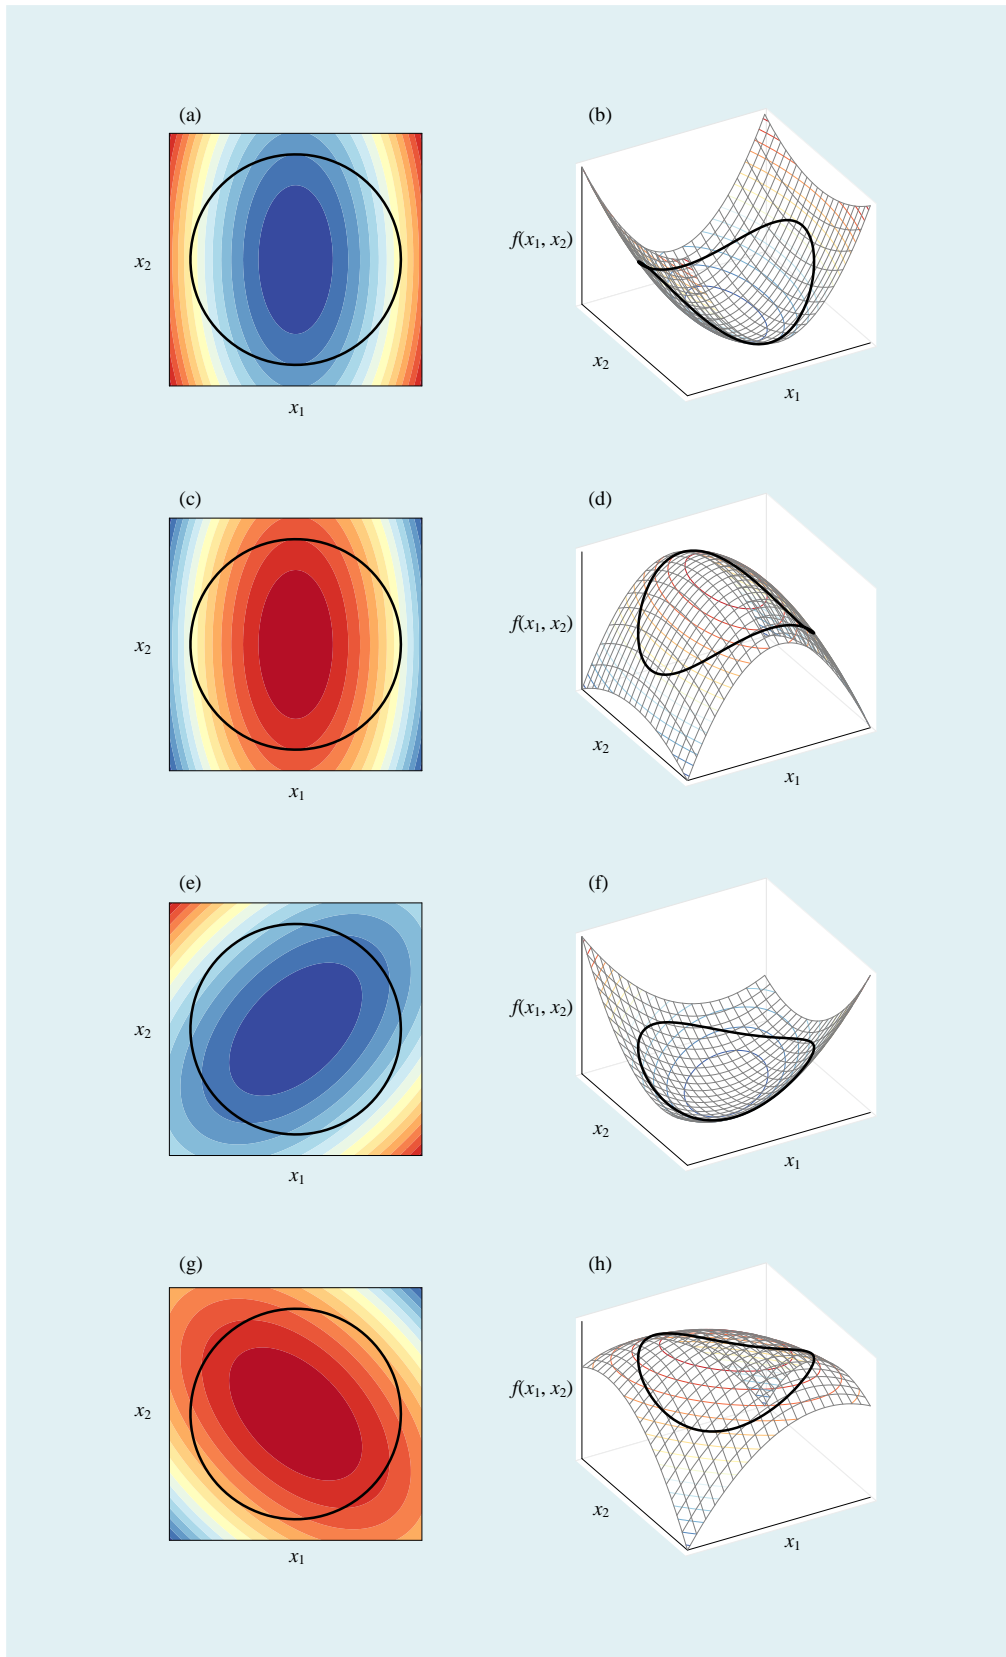 (a)
(b)
x₂
f(x₁, x₂)
x₂
x₁
x₁
(c)
(d)
x₂
f(x₁, x₂)
x₂
x₁
x₁
(e)
(f)
x₂
f(x₁, x₂)
x₂
x₁
x₁
(g)
(h)
x₂
f(x₁, x₂)
x₂
x₁
x₁